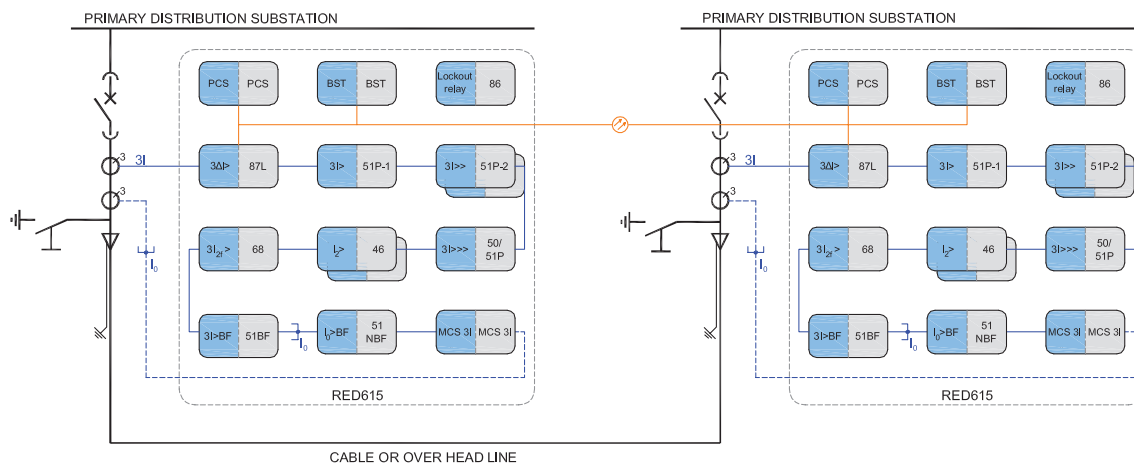 PRIMARY DISTRIBUTION SUBSTATION
PCS PCS
BST BST
Lockout relay 86
3
3I
3ΔI> 87L
3I> 51P-1
3I>> 51P-2
3
3I2f> 68
I2> 46
3I>>> 50/51P
I0
3I>BF 51BF
I0
I0>BF 51 NBF
MCS 3I MCS 3I
RED615
PRIMARY DISTRIBUTION SUBSTATION
PCS PCS
BST BST
Lockout relay 86
3
3I
3ΔI> 87L
3I> 51P-1
3I>> 51P-2
3
3I2f> 68
I2> 46
3I>>> 50/51P
I0
3I>BF 51BF
I0
I0>BF 51 NBF
MCS 3I MCS 3I
RED615
CABLE OR OVER HEAD LINE